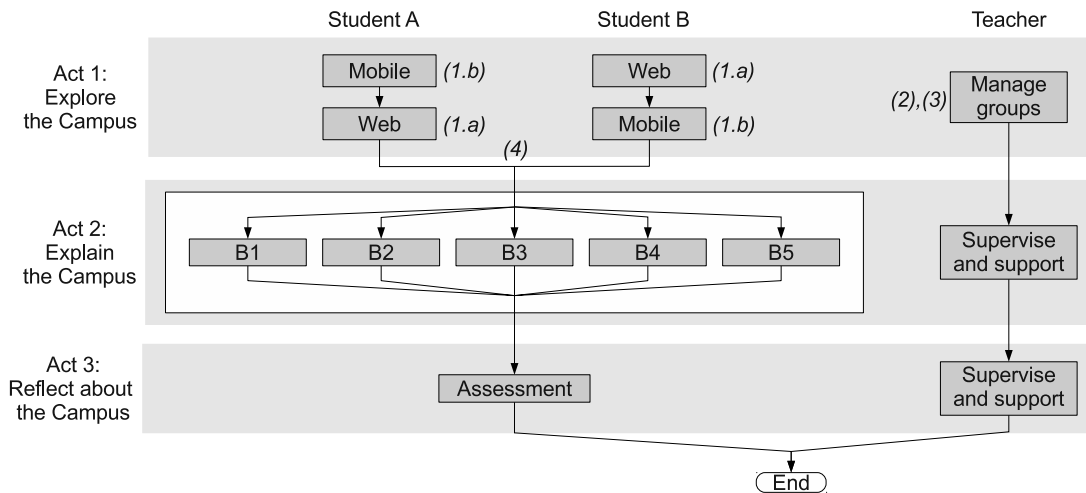 Student A
Student B
Teacher
Act 1:
Explore
the Campus
Mobile
(1.b)
Web
(1.a)
Web
(1.a)
Mobile
(1.b)
(2),(3)
Manage
groups
(4)
Act 2:
Explain
the Campus
B1
B2
B3
B4
B5
Supervise
and support
Act 3:
Reflect about
the Campus
Assessment
Supervise
and support
End